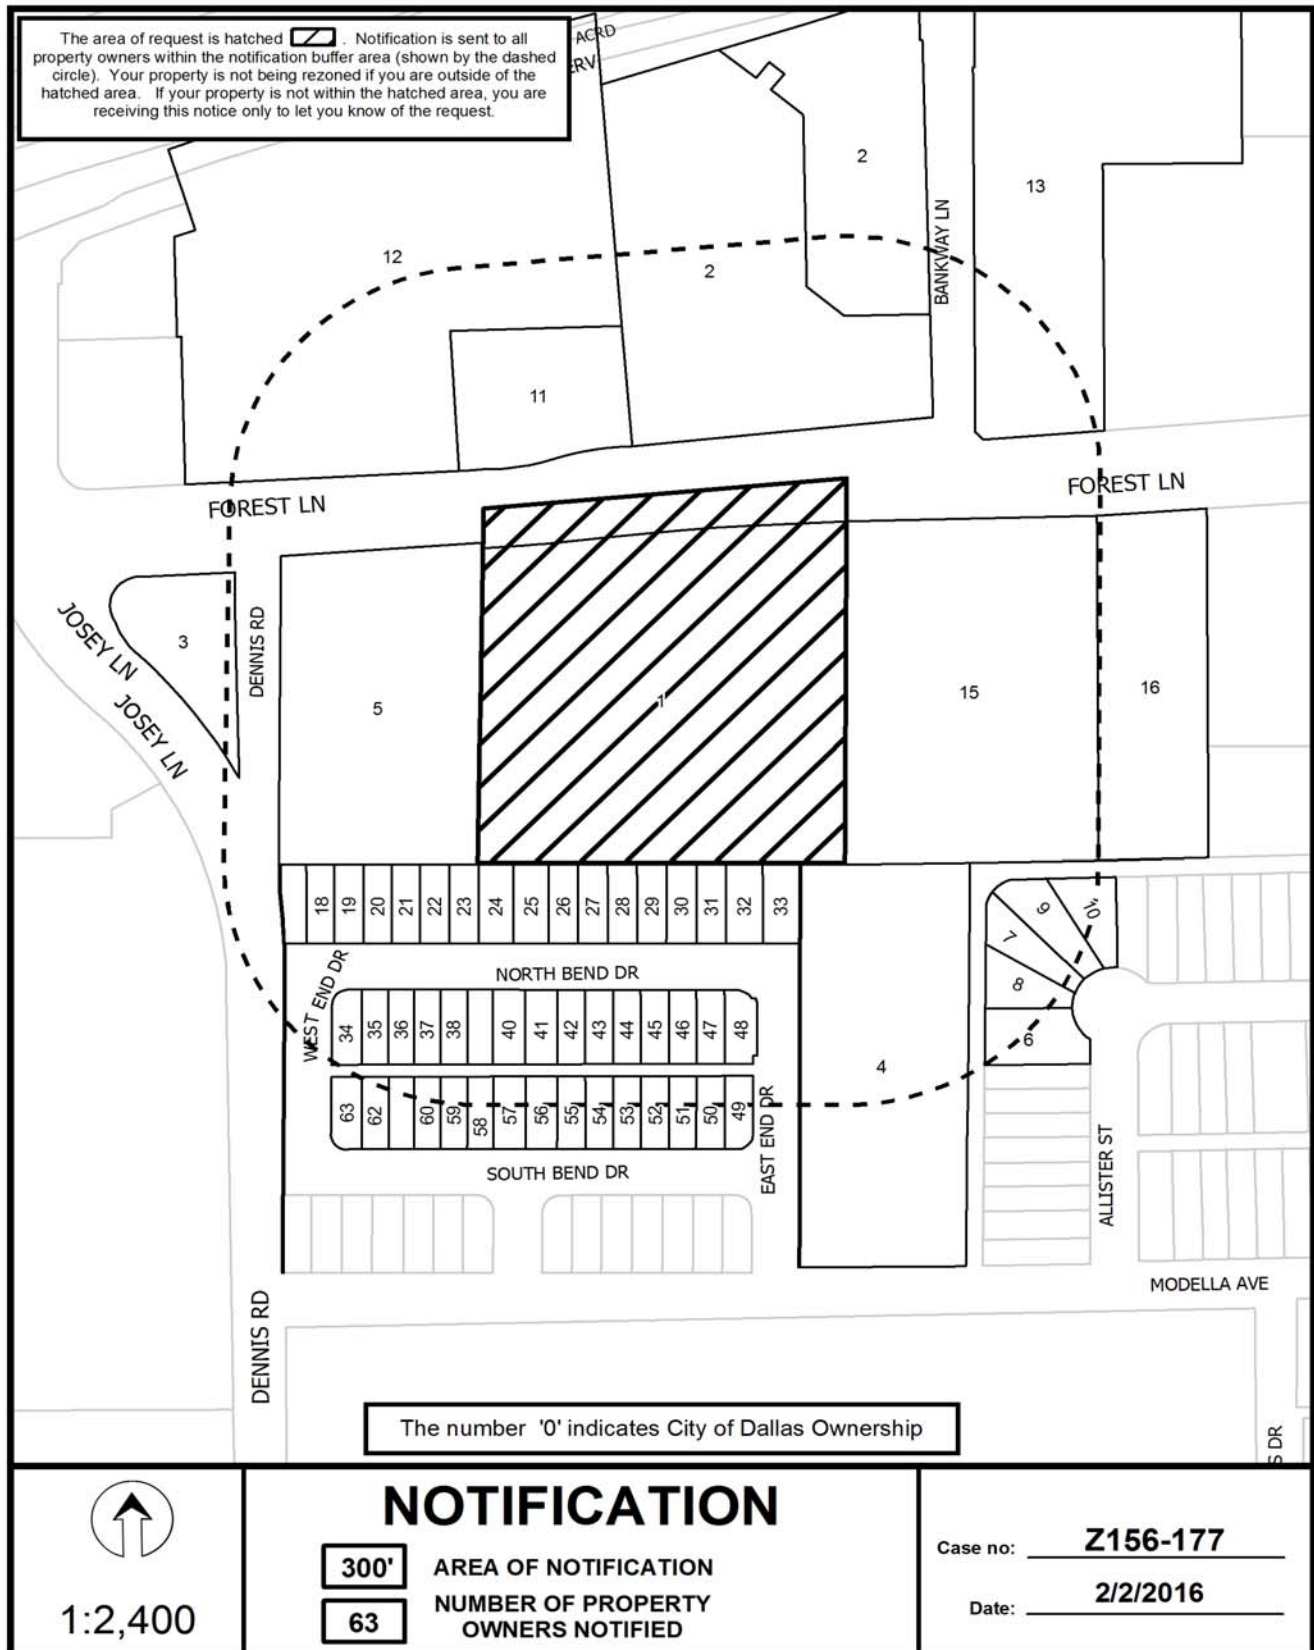 The area of request is hatched . Notification is sent to all
property owners within the notification buffer area (shown by the dashed
circle). Your property is not being rezoned if you are outside of the
hatched area. If your property is not within the hatched area, you are
receiving this notice only to let you know of the request.
ACRD
ERV
2
13
12
2
BANKWAY LN
11
FOREST LN
FOREST LN
JOSEY LN
3
DENNIS RD
JOSEY LN
5
1
15
16
18 19 20 21 22 23 24 25 26 27 28 29 30 31 32 33
9
10
7
8
6
NORTH BEND DR
WEST END DR
34 35 36 37 38 40 41 42 43 44 45 46 47 48
4
63 62 60 59 58 57 56 55 54 53 52 51 50 49
EAST END DR
SOUTH BEND DR
ALLISTER ST
MODELLA AVE
DENNIS RD
The number '0' indicates City of Dallas Ownership
S DR
1:2,400
NOTIFICATION
300' AREA OF NOTIFICATION
63 NUMBER OF PROPERTY
OWNERS NOTIFIED
Case no: Z156-177
Date: 2/2/2016